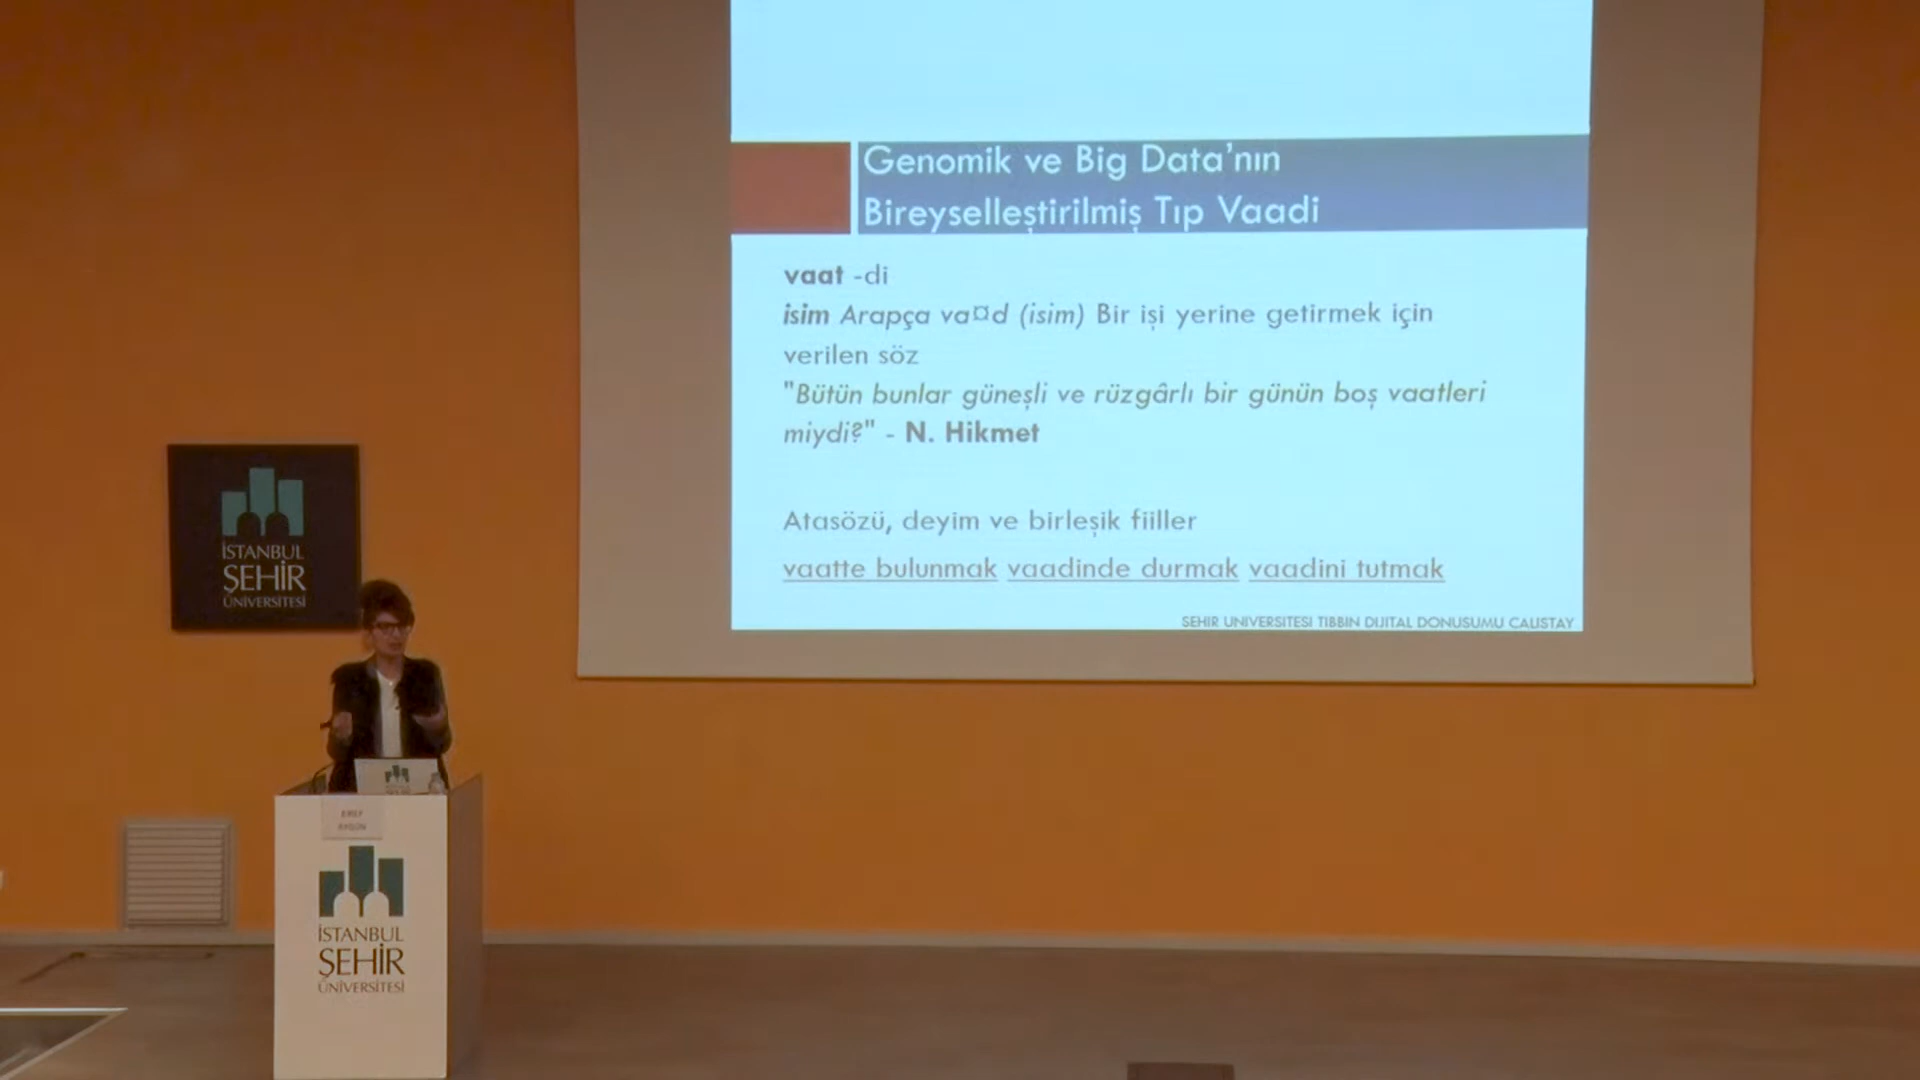 Genomik ve Big Data'nın
Bireyselleştirilmiş Tıp Vaadi
vaat -di
isim Arapça va¤d (isim) Bir işi yerine getirmek için
verilen söz
"Bütün bunlar güneşli ve rüzgârlı bir günün boş vaatleri
miydi?" - N. Hikmet
Atasözü, deyim ve birleşik fiiller
vaatte bulunmak vaadinde durmak vaadini tutmak
SEHIR UNIVERSITESI TIBBIN DIJITAL DONUSUMU CALISTAY
İSTANBUL
ŞEHİR
ÜNİVERSİTESİ
İSTANBUL
ŞEHİR
ÜNİVERSİTESİ